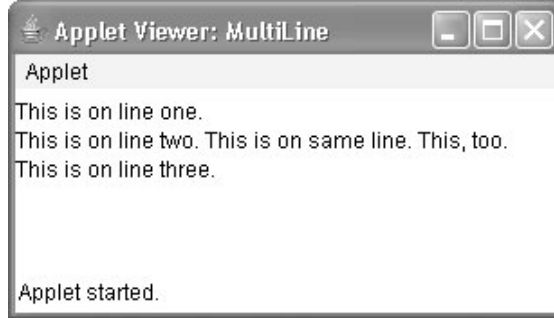 Applet Viewer: MultiLine
Applet
This is on line one.
This is on line two. This is on same line. This, too.
This is on line three.
Applet started.